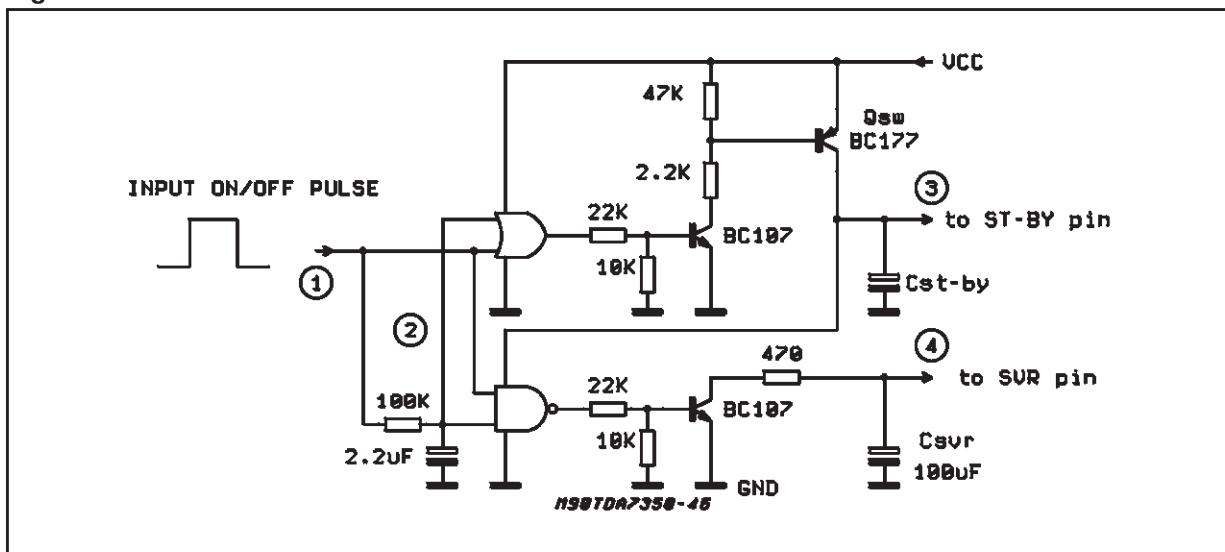 VCC
47K
Qsw
BC177
2.2K
INPUT ON/OFF PULSE
3
22K
to ST-BY pin
BC107
1
10K
Cst-by
2
4
470
to SVR pin
22K
100K
BC107
10K
Csvr
2.2uF
100uF
GND
M90TDA7350-46